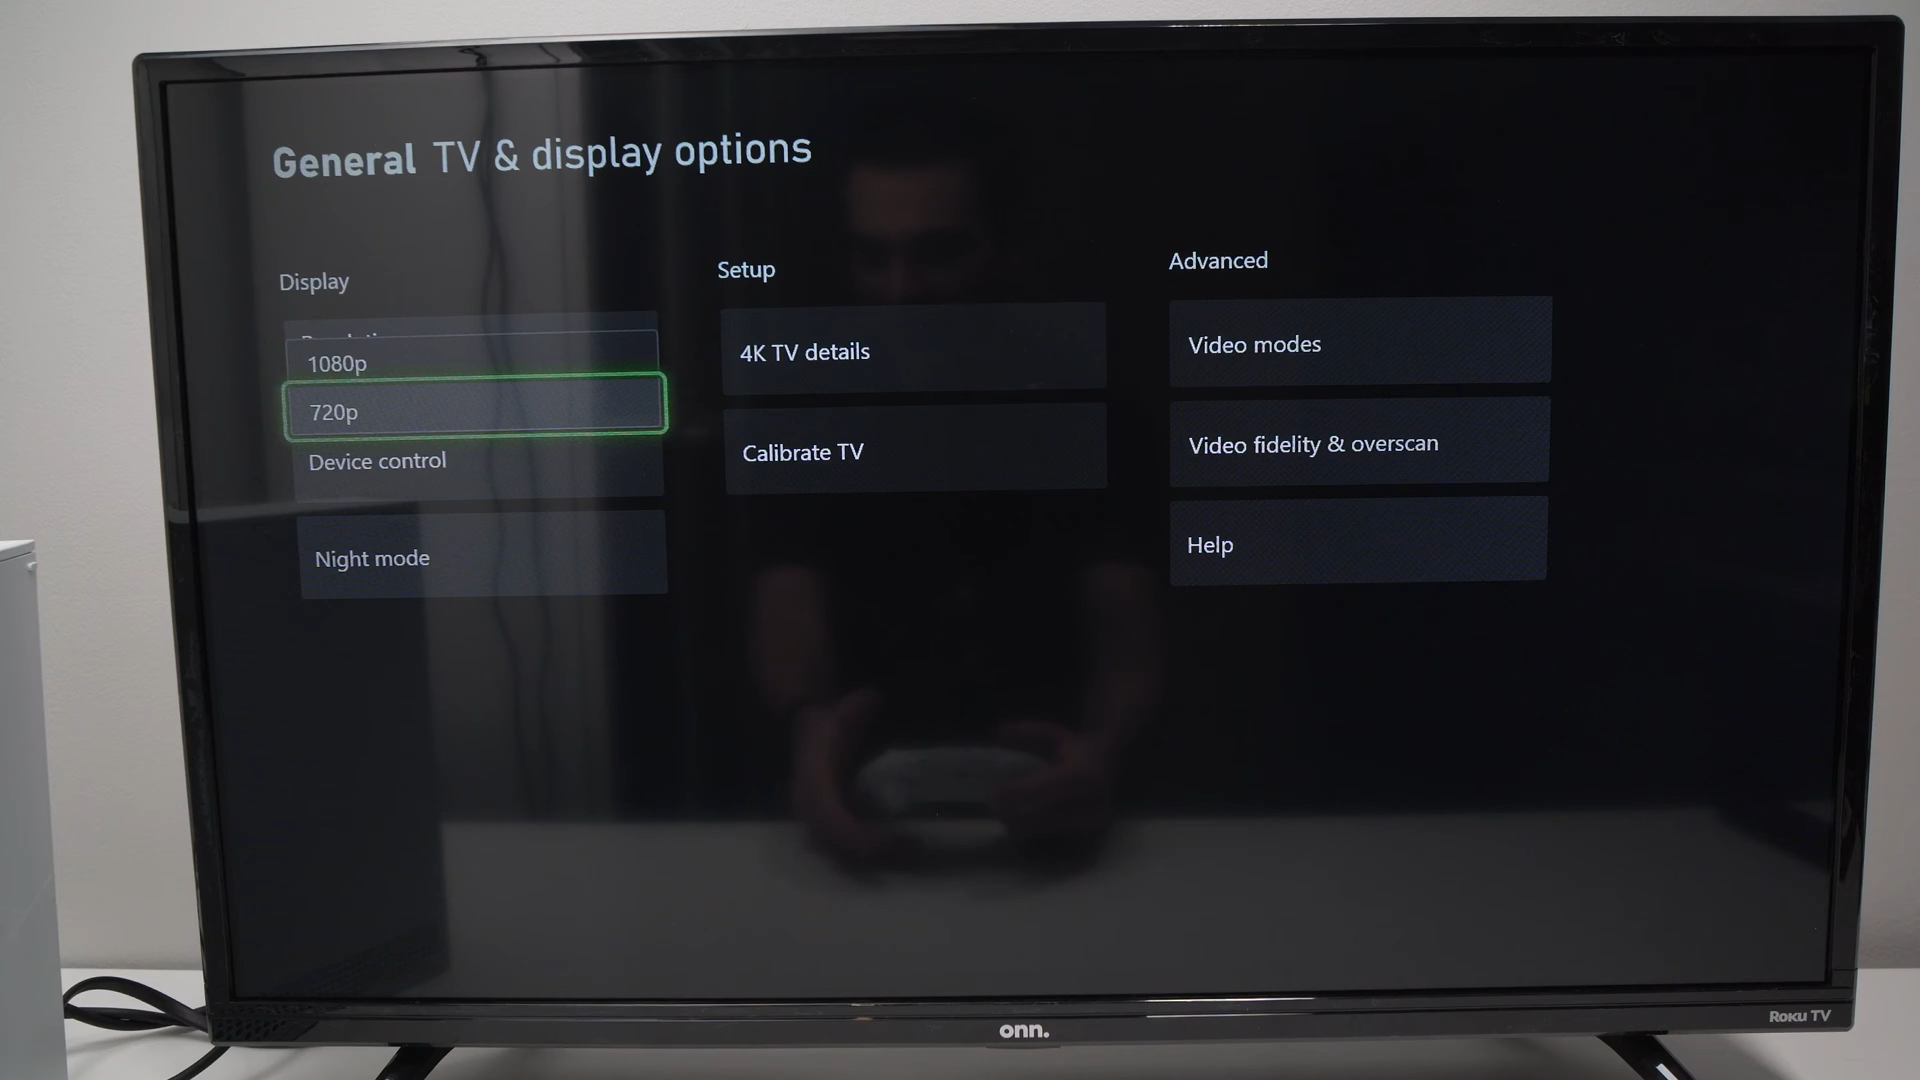 General TV & display options
Display
1080p
720p
Device control
Night mode
Setup
4K TV details
Calibrate TV
Advanced
Video modes
Video fidelity & overscan
Help
onn.
Roku TV